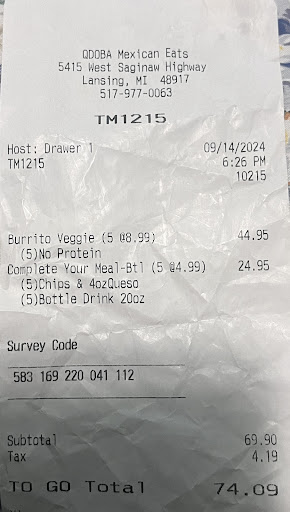 QDOBA Mexican Eats
5415 West Saginaw Highway
Lansing, MI 48917
517-977-0063
TM1215
Host: Drawer 1 09/14/2024
TM1215 6:26 PM
10215
Burrito Veggie (5 @8.99) 44.95
(5)No Protein
Complete Your Meal-Btl (5 @4.99) 24.95
(5)Chips & 4ozQueso
(5)Bottle Drink 20oz
Survey Code
583 169 220 041 112
Subtotal 69.90
Tax 4.19
TO GO Total 74.09